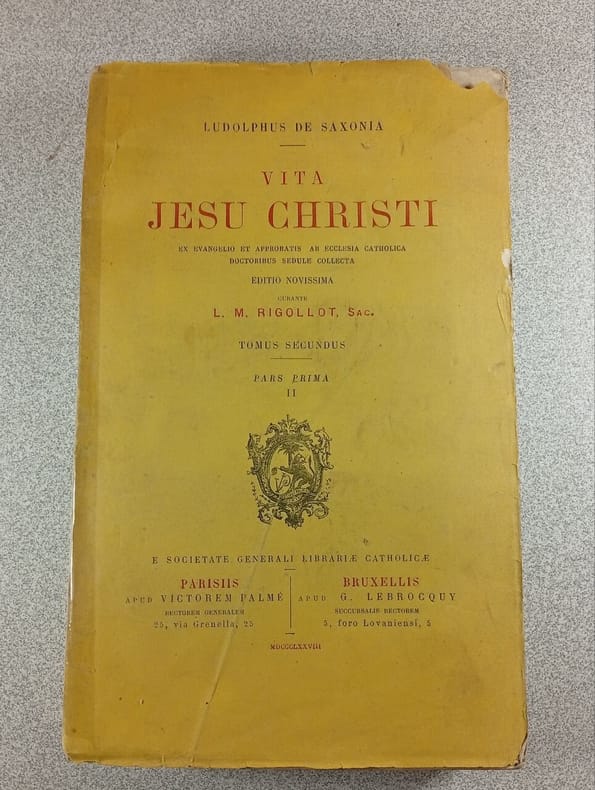 LUDOLPHUS DE SAXONIA
VITA
JESU CHRISTI
EX EVANGELIO ET APPROBATIS AB ECCLESIA CATHOLICA
DOCTORIBUS SEDULE COLLECTA
EDITIO NOVISSIMA
CURANTE
L. M. RIGOLLOT, SAC.
TOMUS SECUNDUS
PARS PRIMA
II
E SOCIETATE GENERALI LIBRARIÆ CATHOLICÆ
PARISIIS
APUD VICTOREM PALMÉ
RECTOREM GENERALEM
25, via Grenella, 25
BRUXELLIS
APUD G. LEBROCQUY
SUCCURSALIS RECTOREM
5, foro Lovaniensi, 5
MDCCCLXXVIII